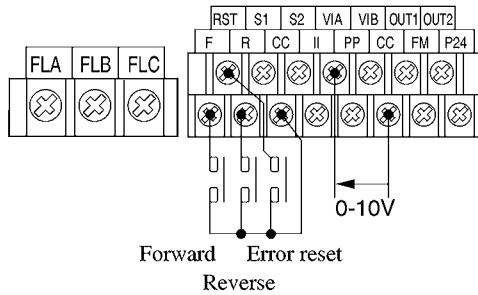 RST S1 S2 VIA VIB OUT1 OUT2
F R CC II PP CC FM P24
FLA FLB FLC
0-10V
Forward Error reset
Reverse